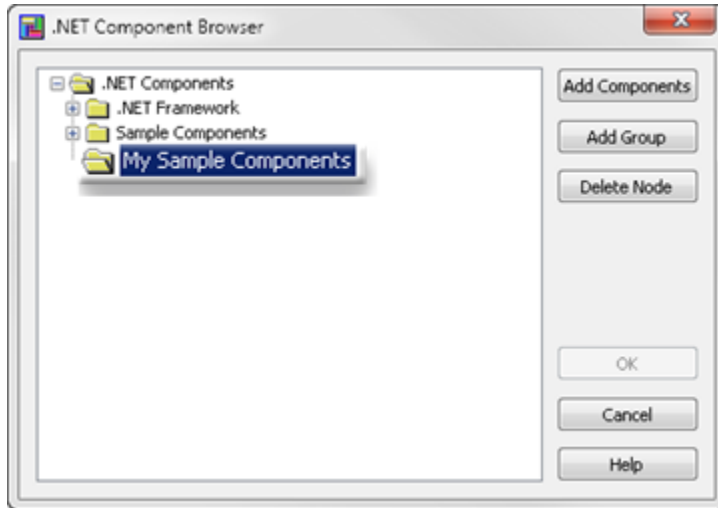 .NET Component Browser
.NET Components
.NET Framework
Sample Components
My Sample Components
Add Components
Add Group
Delete Node
OK
Cancel
Help